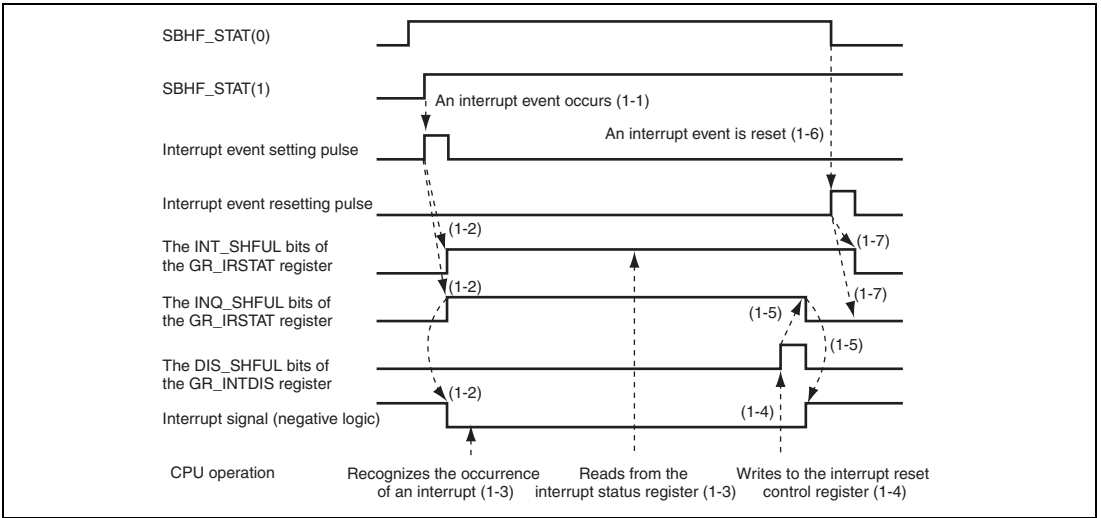 SBHF_STAT(0)
SBHF_STAT(1)
An interrupt event occurs (1-1)
An interrupt event is reset (1-6)
Interrupt event setting pulse
Interrupt event resetting pulse
(1-2)
The INT_SHFUL bits of
the GR_IRSTAT register
(1-7)
(1-2)
(1-7)
The INQ_SHFUL bits of
the GR_IRSTAT register
(1-5)
(1-5)
The DIS_SHFUL bits of
the GR_INTDIS register
(1-2)
(1-4)
Interrupt signal (negative logic)
CPU operation
Recognizes the occurrence
of an interrupt (1-3)
Reads from the
interrupt status register (1-3)
Writes to the interrupt reset
control register (1-4)